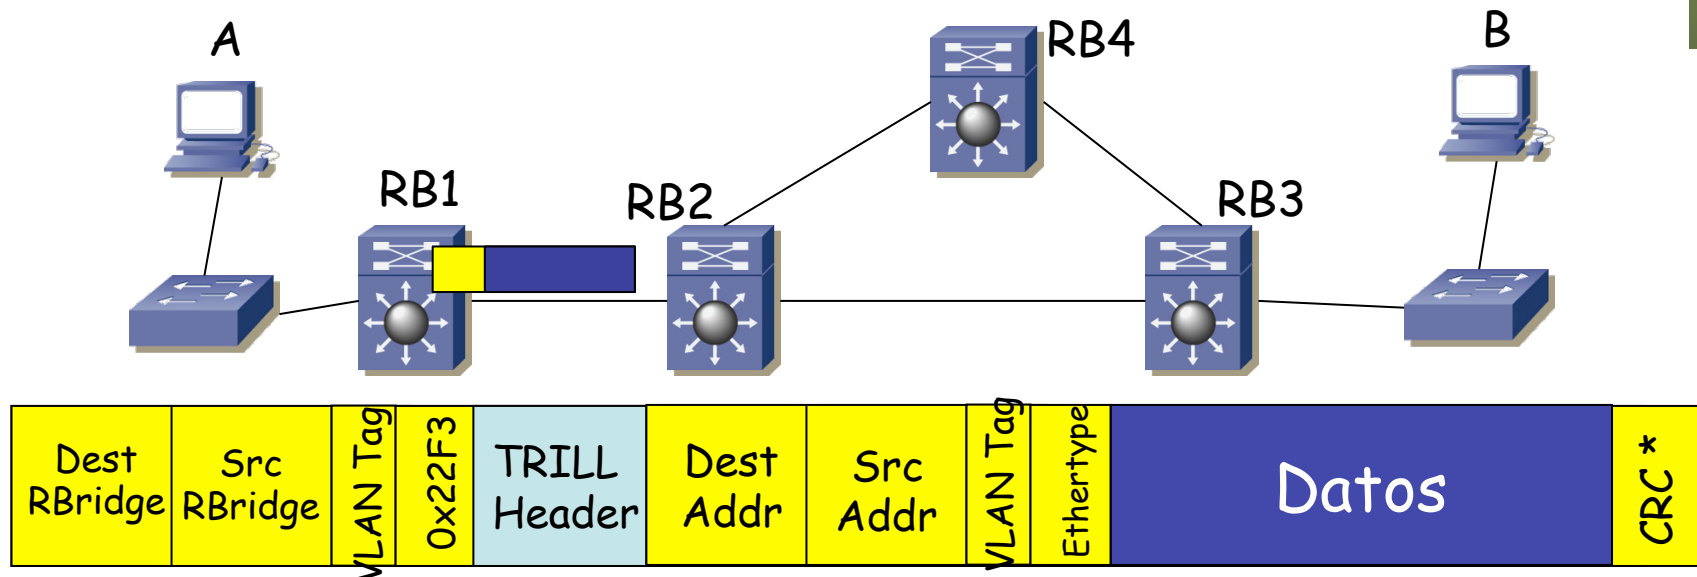 A
RB4
B
RB1
RB2
RB3
Dest
RBridge
Src
RBridge
VLAN Tag
0x22F3
TRILL
Header
Dest
Addr
Src
Addr
VLAN Tag
Ethertype
Datos
CRC *